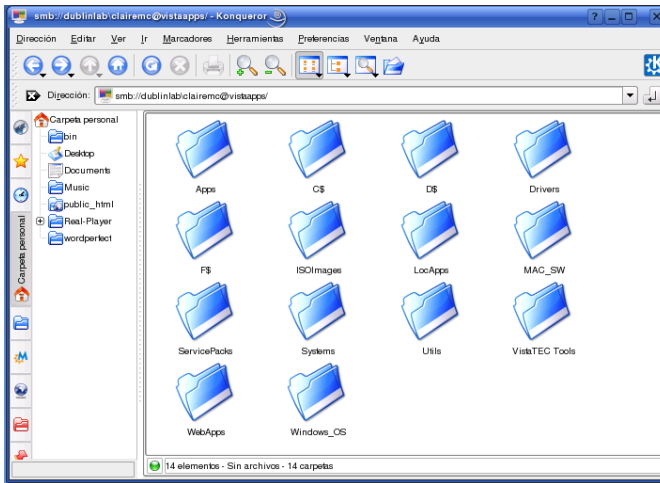 smb://dublinlab\clairemc@vistaapps/ - Konqueror
Dirección Editar Ver Ir Marcadores Herramientas Preferencias Ventana Ayuda
Dirección: smb://dublinlab\clairemc@vistaapps/
Carpeta personal
bin
Desktop
Documents
Music
public_html
Real-Player
wordperfect
Carpeta personal
Apps C$ D$ Drivers
F$ ISOImages LocApps MAC_SW
ServicePacks Systems Utils VistaTEC Tools
WebApps Windows_OS
14 elementos - Sin archivos - 14 carpetas